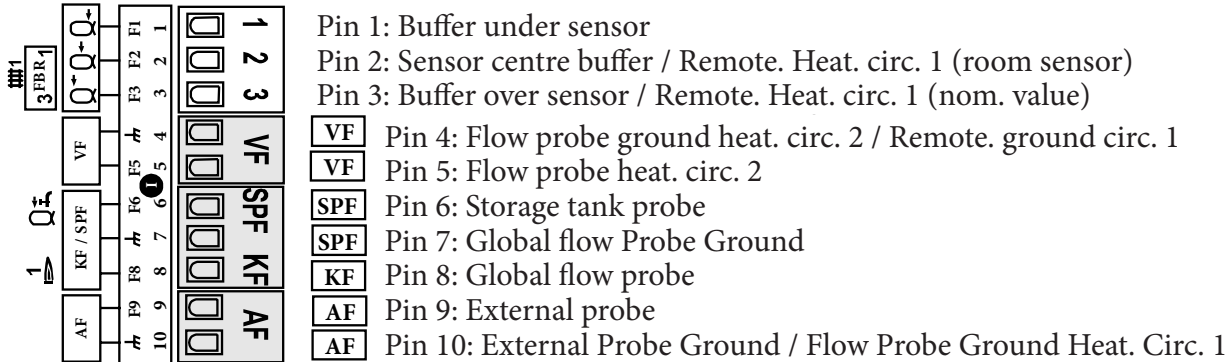 F1 1 1 Pin 1: Buffer under sensor
1 3 FBR1 F2 2 2 Pin 2: Sensor centre buffer / Remote. Heat. circ. 1 (room sensor)
F3 3 3 Pin 3: Buffer over sensor / Remote. Heat. circ. 1 (nom. value)
VF 4 VF VF Pin 4: Flow probe ground heat. circ. 2 / Remote. ground circ. 1
F5 5 VF Pin 5: Flow probe heat. circ. 2
I
KF / SPF F6 6 SPF SPF Pin 6: Storage tank probe
7 SPF Pin 7: Global flow Probe Ground
1 F8 8 KF KF Pin 8: Global flow probe
AF F9 9 AF AF Pin 9: External probe
10 AF Pin 10: External Probe Ground / Flow Probe Ground Heat. Circ. 1